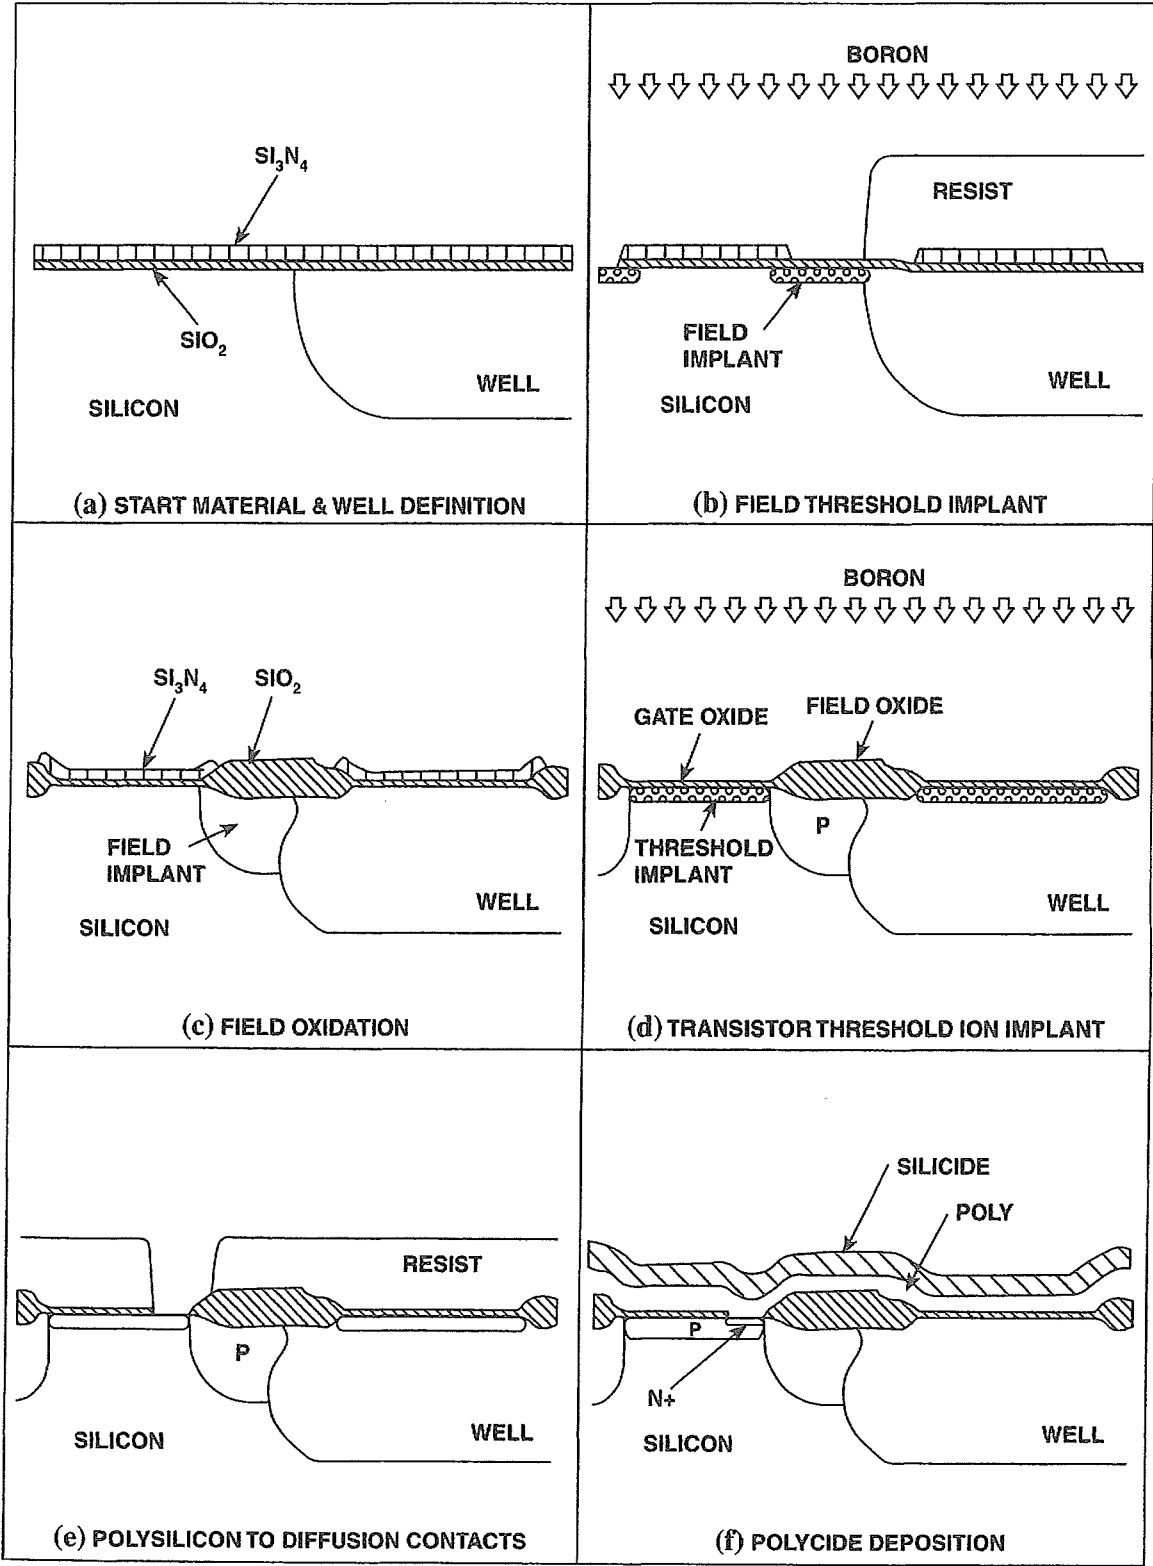 SI3N4
SIO2
WELL
SILICON
(a) START MATERIAL & WELL DEFINITION
BORON
RESIST
FIELD
IMPLANT
WELL
SILICON
(b) FIELD THRESHOLD IMPLANT
SI3N4 SIO2
FIELD
IMPLANT
WELL
SILICON
(c) FIELD OXIDATION
BORON
GATE OXIDE FIELD OXIDE
P
THRESHOLD
IMPLANT
WELL
SILICON
(d) TRANSISTOR THRESHOLD ION IMPLANT
RESIST
P
WELL
SILICON
(e) POLYSILICON TO DIFFUSION CONTACTS
SILICIDE
POLY
P
N+
WELL
SILICON
(f) POLYCIDE DEPOSITION